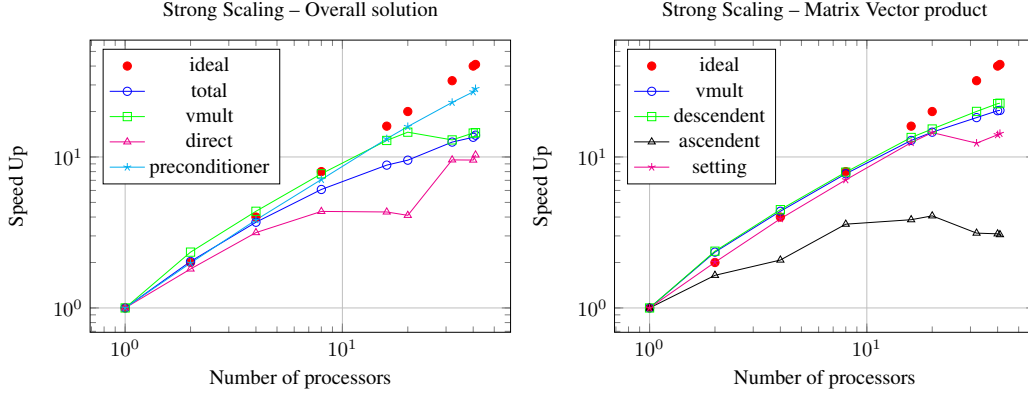 Strong Scaling – Overall solution
ideal
total
vmult
direct
preconditioner
10^1
10^0
10^0
10^1
Speed Up
Number of processors
Strong Scaling – Matrix Vector product
ideal
vmult
descendent
ascendent
setting
10^1
10^0
10^0
10^1
Speed Up
Number of processors